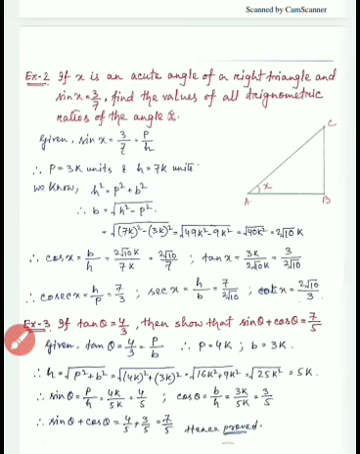 Scanned by CamScanner
Ex-2 If x is an acute angle of a right triangle and
sin x = 3/7, find the values of all trignometric
ratios of the angle x.
Given, sin x = 3/7 = p/h
∴ P = 3K units & h = 7K units
we know, h² = p² + b²
∴ b = √h² - p²
= √(7K)² - (3K)² = √49K² - 9K² = √40K² = 2√10 K
∴ cos x = b/h = 2√10 K/7K = 2√10/7 ; tan x = 3K/2√10K = 3/2√10
∴ cosec x = h/p = 7/3 ; sec x = h/b = 7/2√10 ; cot x = 2√10/3
C
x
A
B
Ex-3 If tan θ = 4/3, then show that sin θ + cos θ = 7/5
Given, tan θ = 4/3 = P/b ∴ P = 4K ; b = 3K.
∴ h = √p² + b² = √(4K)² + (3K)² = √16K² + 9K² = √25K² = 5K.
∴ sin θ = P/h = 4K/5K = 4/5 ; cos θ = b/h = 3K/5K = 3/5
∴ sin θ + cos θ = 4/5 + 3/5 = 7/5 Hence proved.